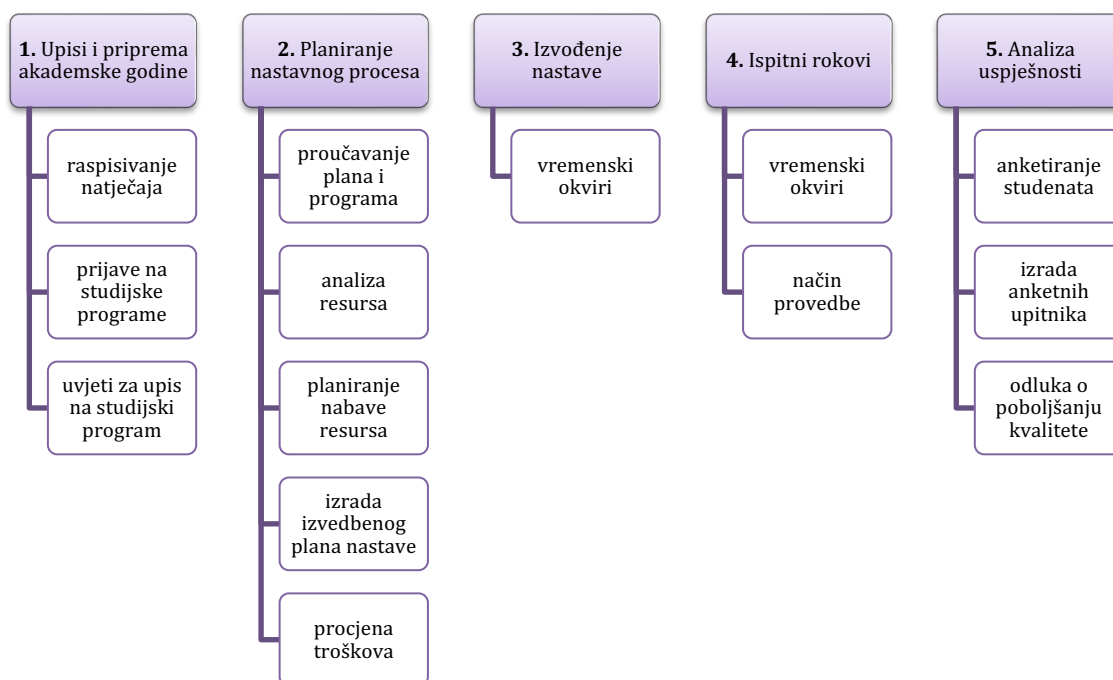 1. Upisi i priprema
akademske godine
raspisivanje
natječaja
prijave na
studijske
programe
uvjeti za upis
na studijski
program
2. Planiranje
nastavnog procesa
proučavanje
plana i
programa
analiza
resursa
planiranje
nabave
resursa
izrada
izvedbenog
plana nastave
procjena
troškova
3. Izvođenje
nastave
vremenski
okviri
4. Ispitni rokovi
vremenski
okviri
način
provedbe
5. Analiza
uspješnosti
anketiranje
studenata
izrada
anketnih
upitnika
odluka o
poboljšanju
kvalitete